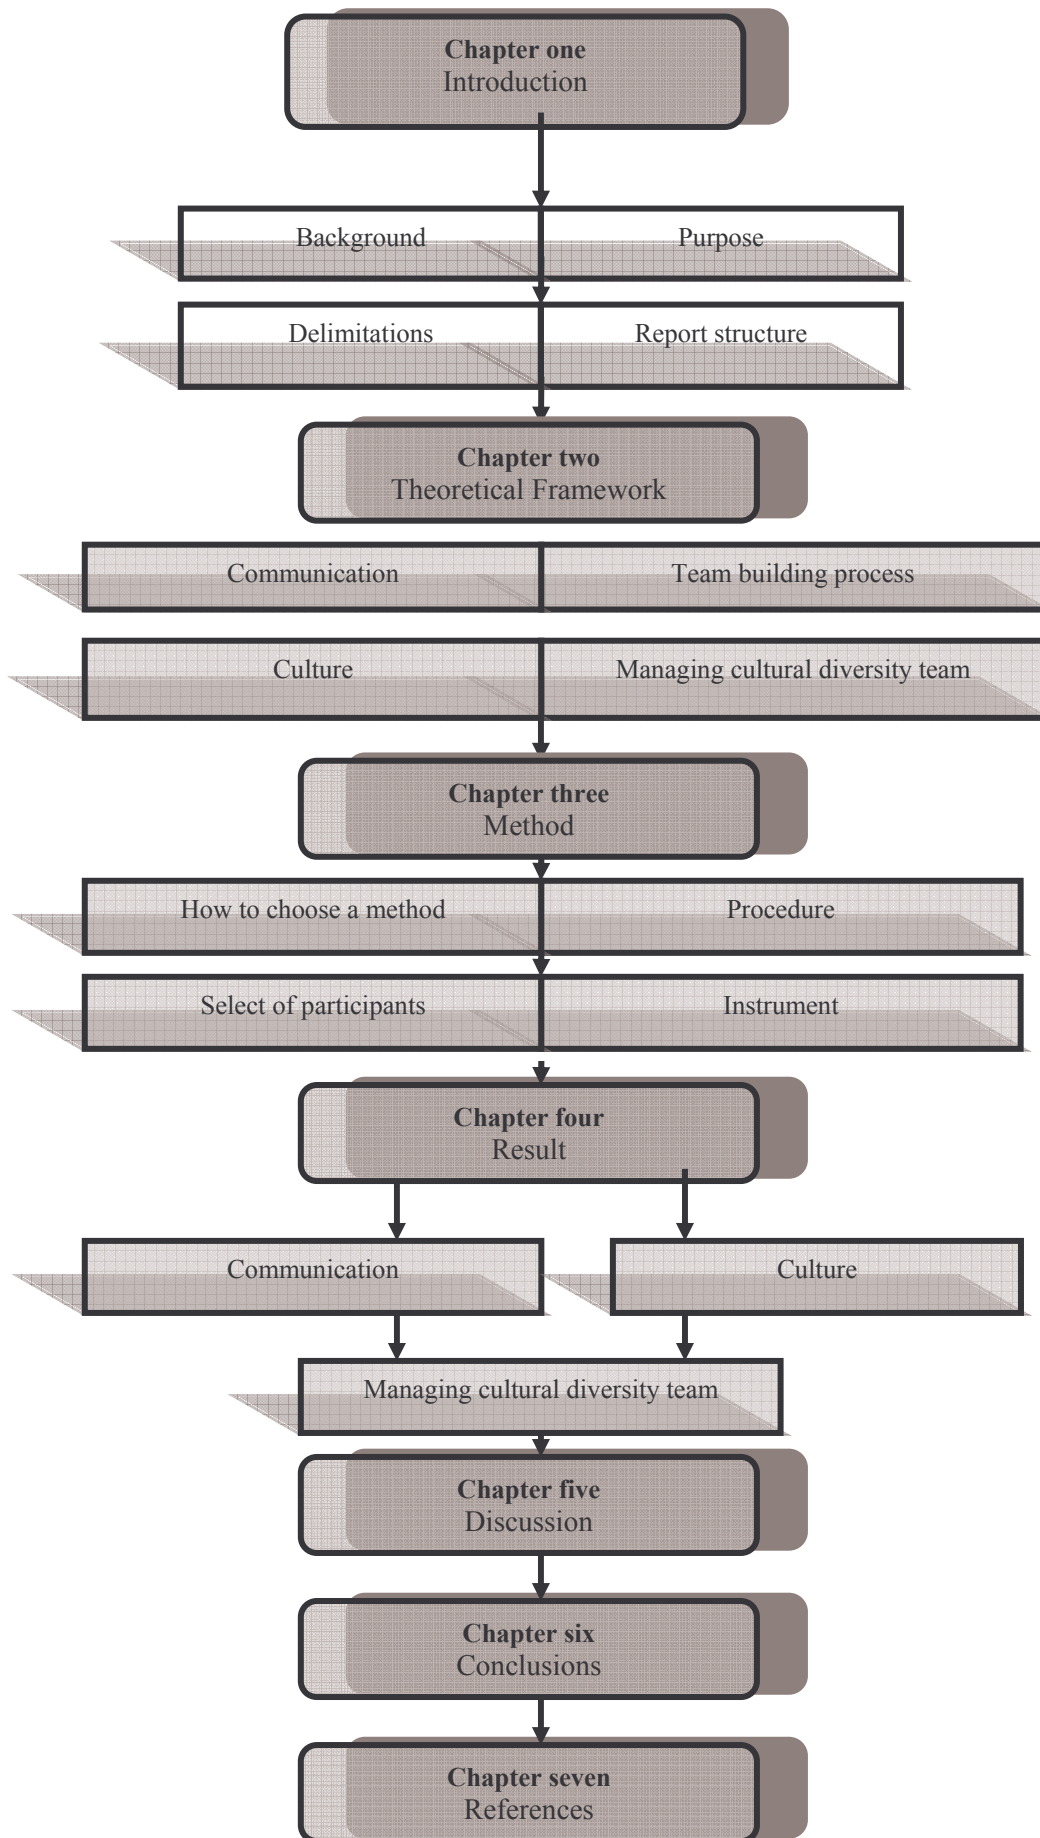 Chapter one
Introduction
Background
Purpose
Delimitations
Report structure
Chapter two
Theoretical Framework
Communication
Team building process
Culture
Managing cultural diversity team
Chapter three
Method
How to choose a method
Procedure
Select of participants
Instrument
Chapter four
Result
Communication
Culture
Managing cultural diversity team
Chapter five
Discussion
Chapter six
Conclusions
Chapter seven
References